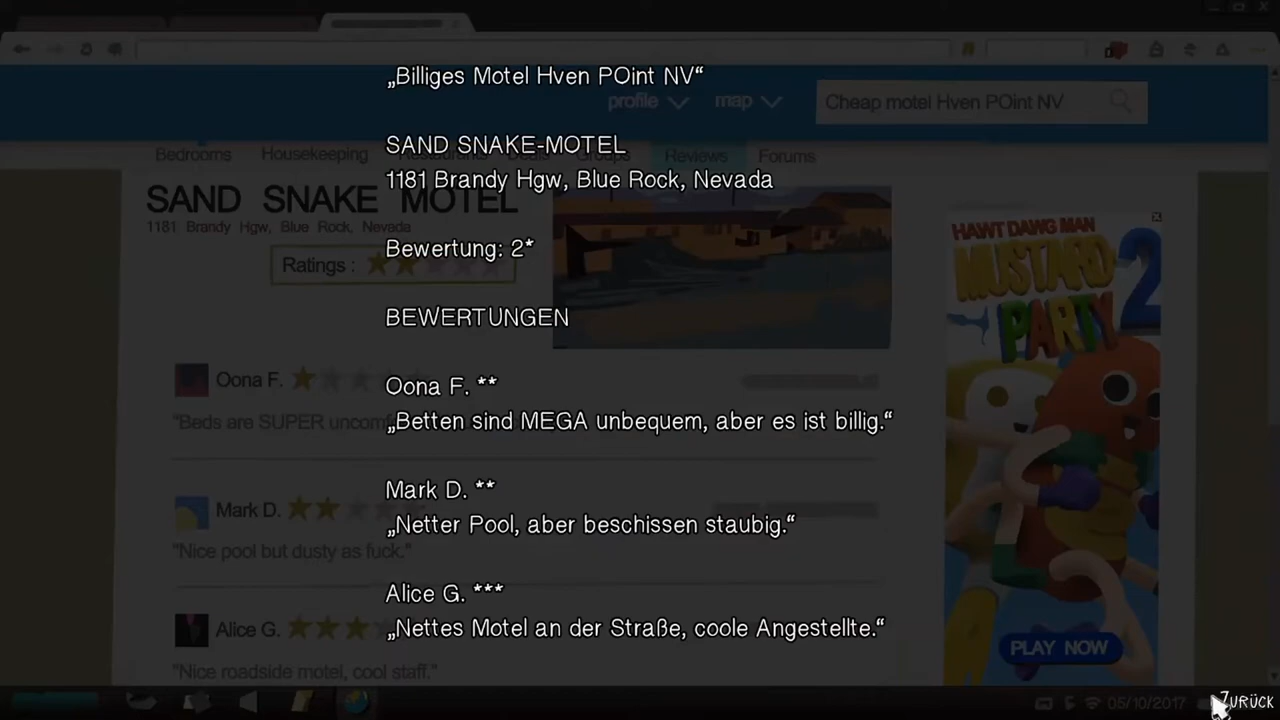 „Billiges Motel Hven POint NV“
profile
map
Cheap motel Hven POint NV
SAND SNAKE-MOTEL
1181 Brandy Hgw, Blue Rock, Nevada
Bedrooms Housekeeping Restaurants Deals Groups Reviews Forums
SAND SNAKE MOTEL
1181 Brandy Hgw, Blue Rock, Nevada
Bewertung: 2*
Ratings :
BEWERTUNGEN
HAWT DAWG MAN
MUSTARD
PARTY 2
Oona F. **
Oona F.
„Betten sind MEGA unbequem, aber es ist billig.“
"Beds are SUPER
Mark D. **
Mark D.
„Netter Pool, aber beschissen staubig.“
"Nice pool but dusty as fuck."
Alice G. ***
Alice G.
„Nettes Motel an der Straße, coole Angestellte.“
"Nice roadside motel, cool staff."
PLAY NOW
05/10/2017
ZURÜCK